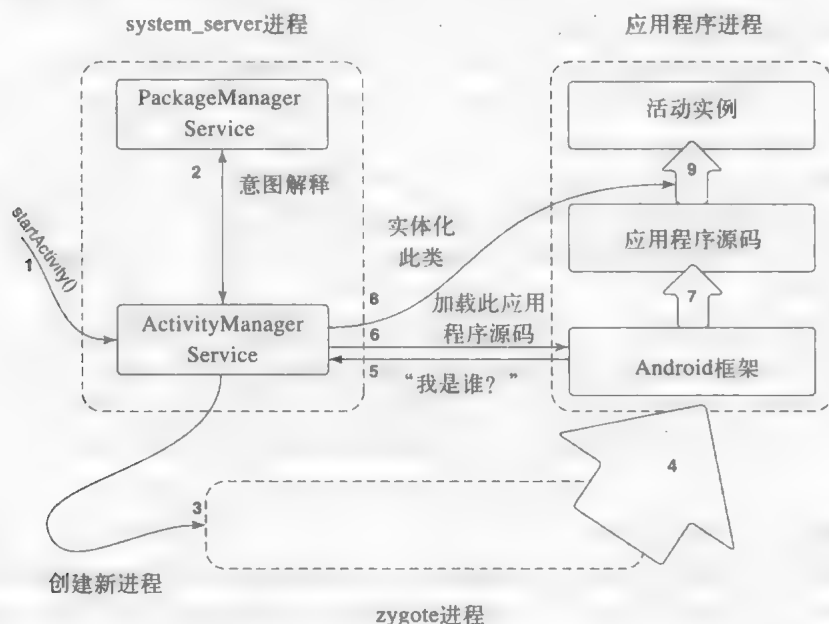 system_server进程
应用程序进程
PackageManager
Service
活动实例
2
意图解释
9
startActivity()
1
实体化
此类
应用程序源码
8
加载此应用
程序源码
6
7
ActivityManager
Service
5
“我是谁？”
Android框架
4
3
创建新进程
zygote进程